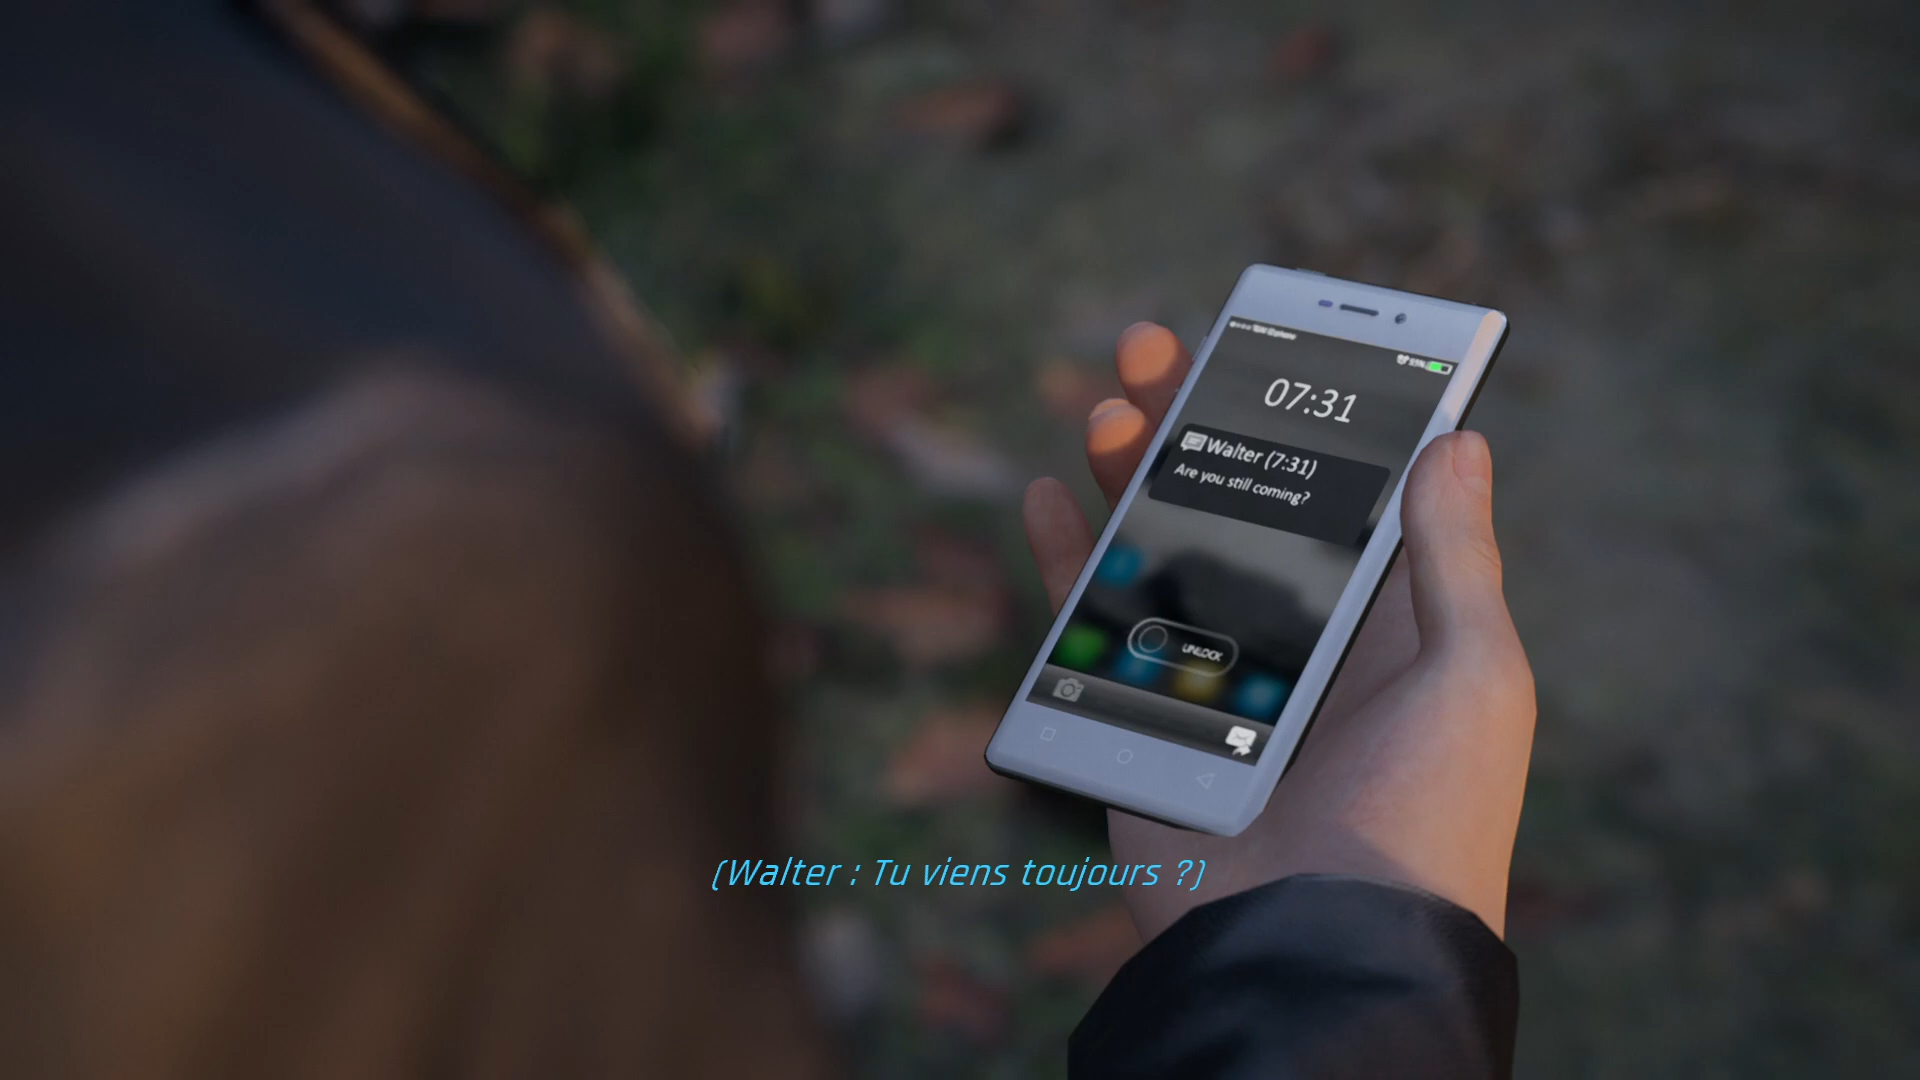 07:31
Walter (7:31)
Are you still coming?
UNLOCK
(Walter : Tu viens toujours ?)